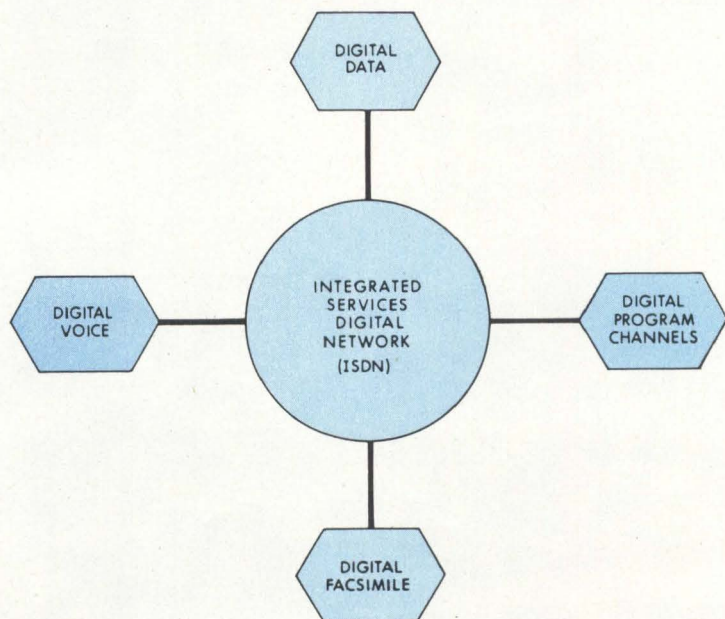 DIGITAL
DATA
DIGITAL
VOICE
INTEGRATED
SERVICES
DIGITAL
NETWORK
(ISDN)
DIGITAL
PROGRAM
CHANNELS
DIGITAL
FACSIMILE